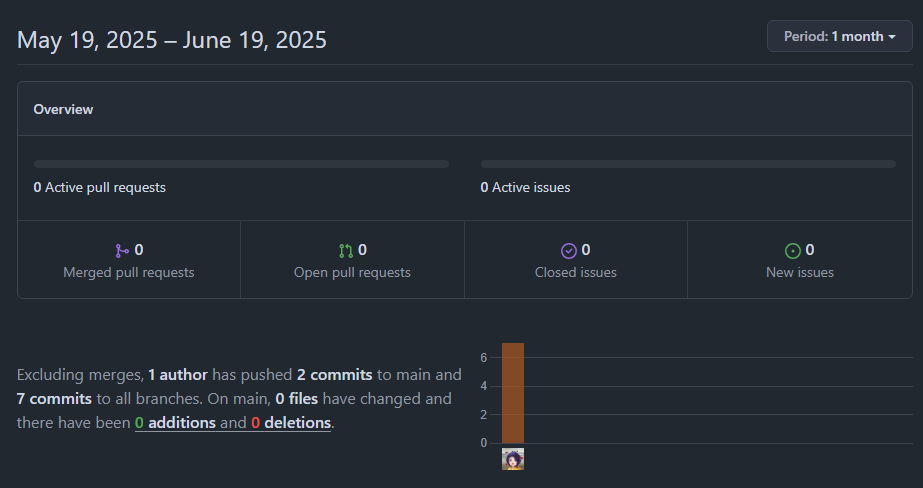 May 19, 2025 – June 19, 2025
Period: 1 month
Overview
0 Active pull requests
0 Active issues
0
Merged pull requests
0
Open pull requests
0
Closed issues
0
New issues
Excluding merges, 1 author has pushed 2 commits to main and
7 commits to all branches. On main, 0 files have changed and
there have been 0 additions and 0 deletions.
6
4
2
0